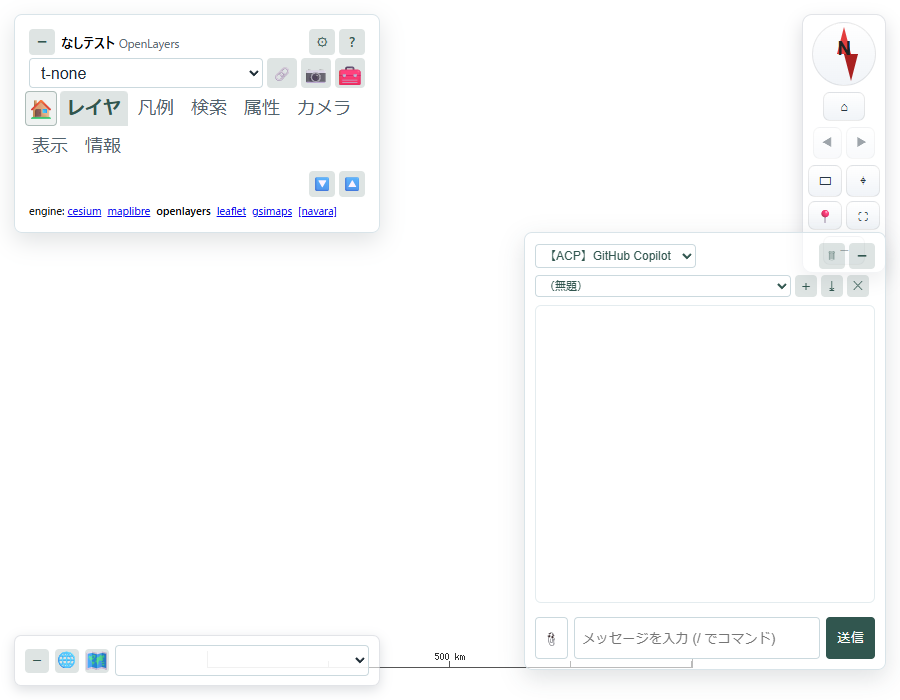 なしテスト OpenLayers
?
t-none
レイヤ 凡例 検索 属性 カメラ
表示 情報
engine: cesium maplibre openlayers leaflet gsimaps [navara]
N
【ACP】GitHub Copilot
（無題）
メッセージを入力 (/ でコマンド)
送信
500 km